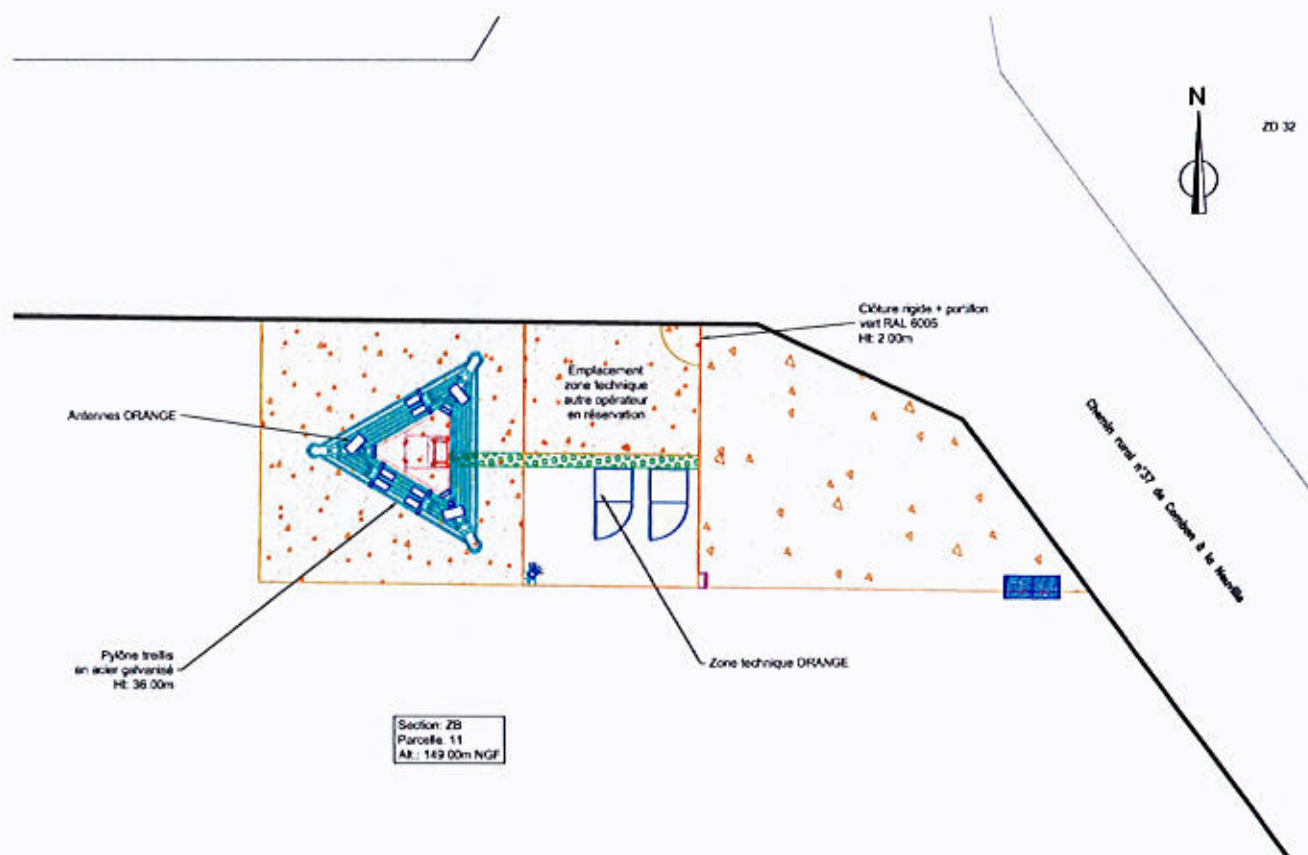 N
ZD 32
Clôture rigide + portillon
vert RAL 6005
Ht: 2.00m
Emplacement
zone technique
autre opérateur
en réservation
Antennes ORANGE
Chemin rural n°37 de Combon à la Neuville
Pylône treillis
en acier galvanisé
Ht: 36.00m
Zone technique ORANGE
Section: ZB
Parcelle: 11
Alt.: 149.00m NGF